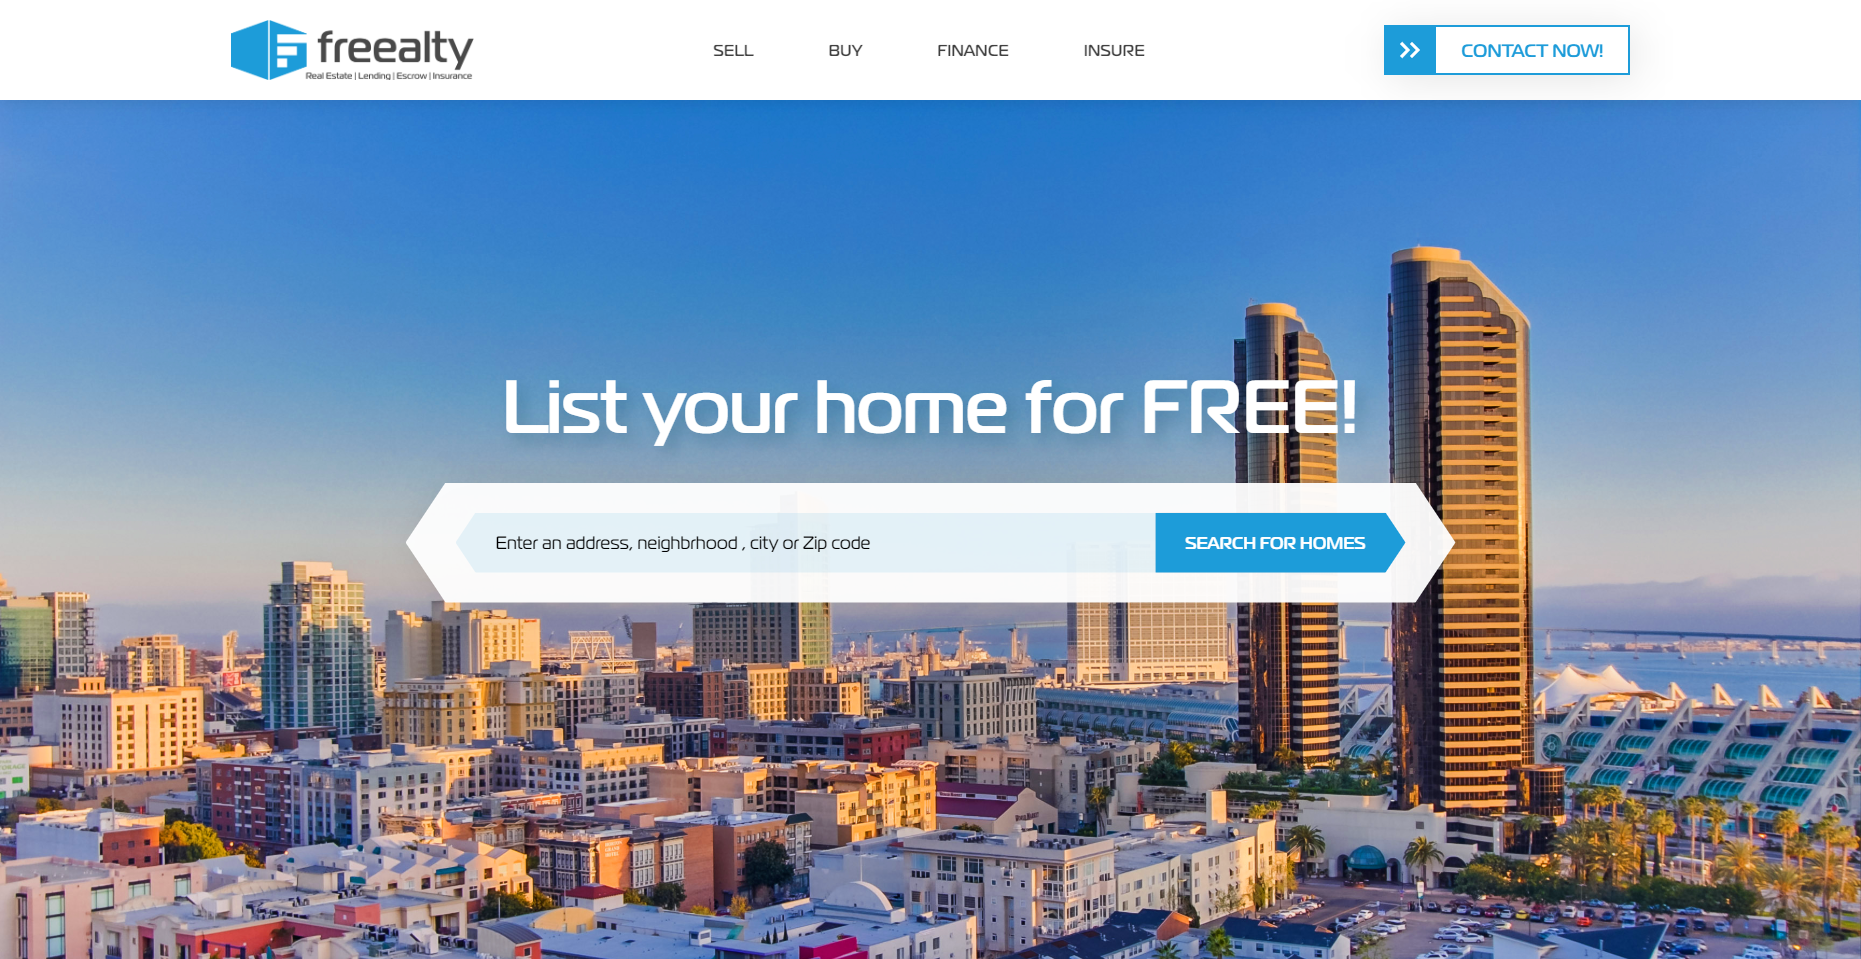 freealty
Real Estate | Lending | Escrow | Insurance
SELL
BUY
FINANCE
INSURE
CONTACT NOW!
List your home for FREE!
Enter an address, neighbrhood , city or Zip code
SEARCH FOR HOMES